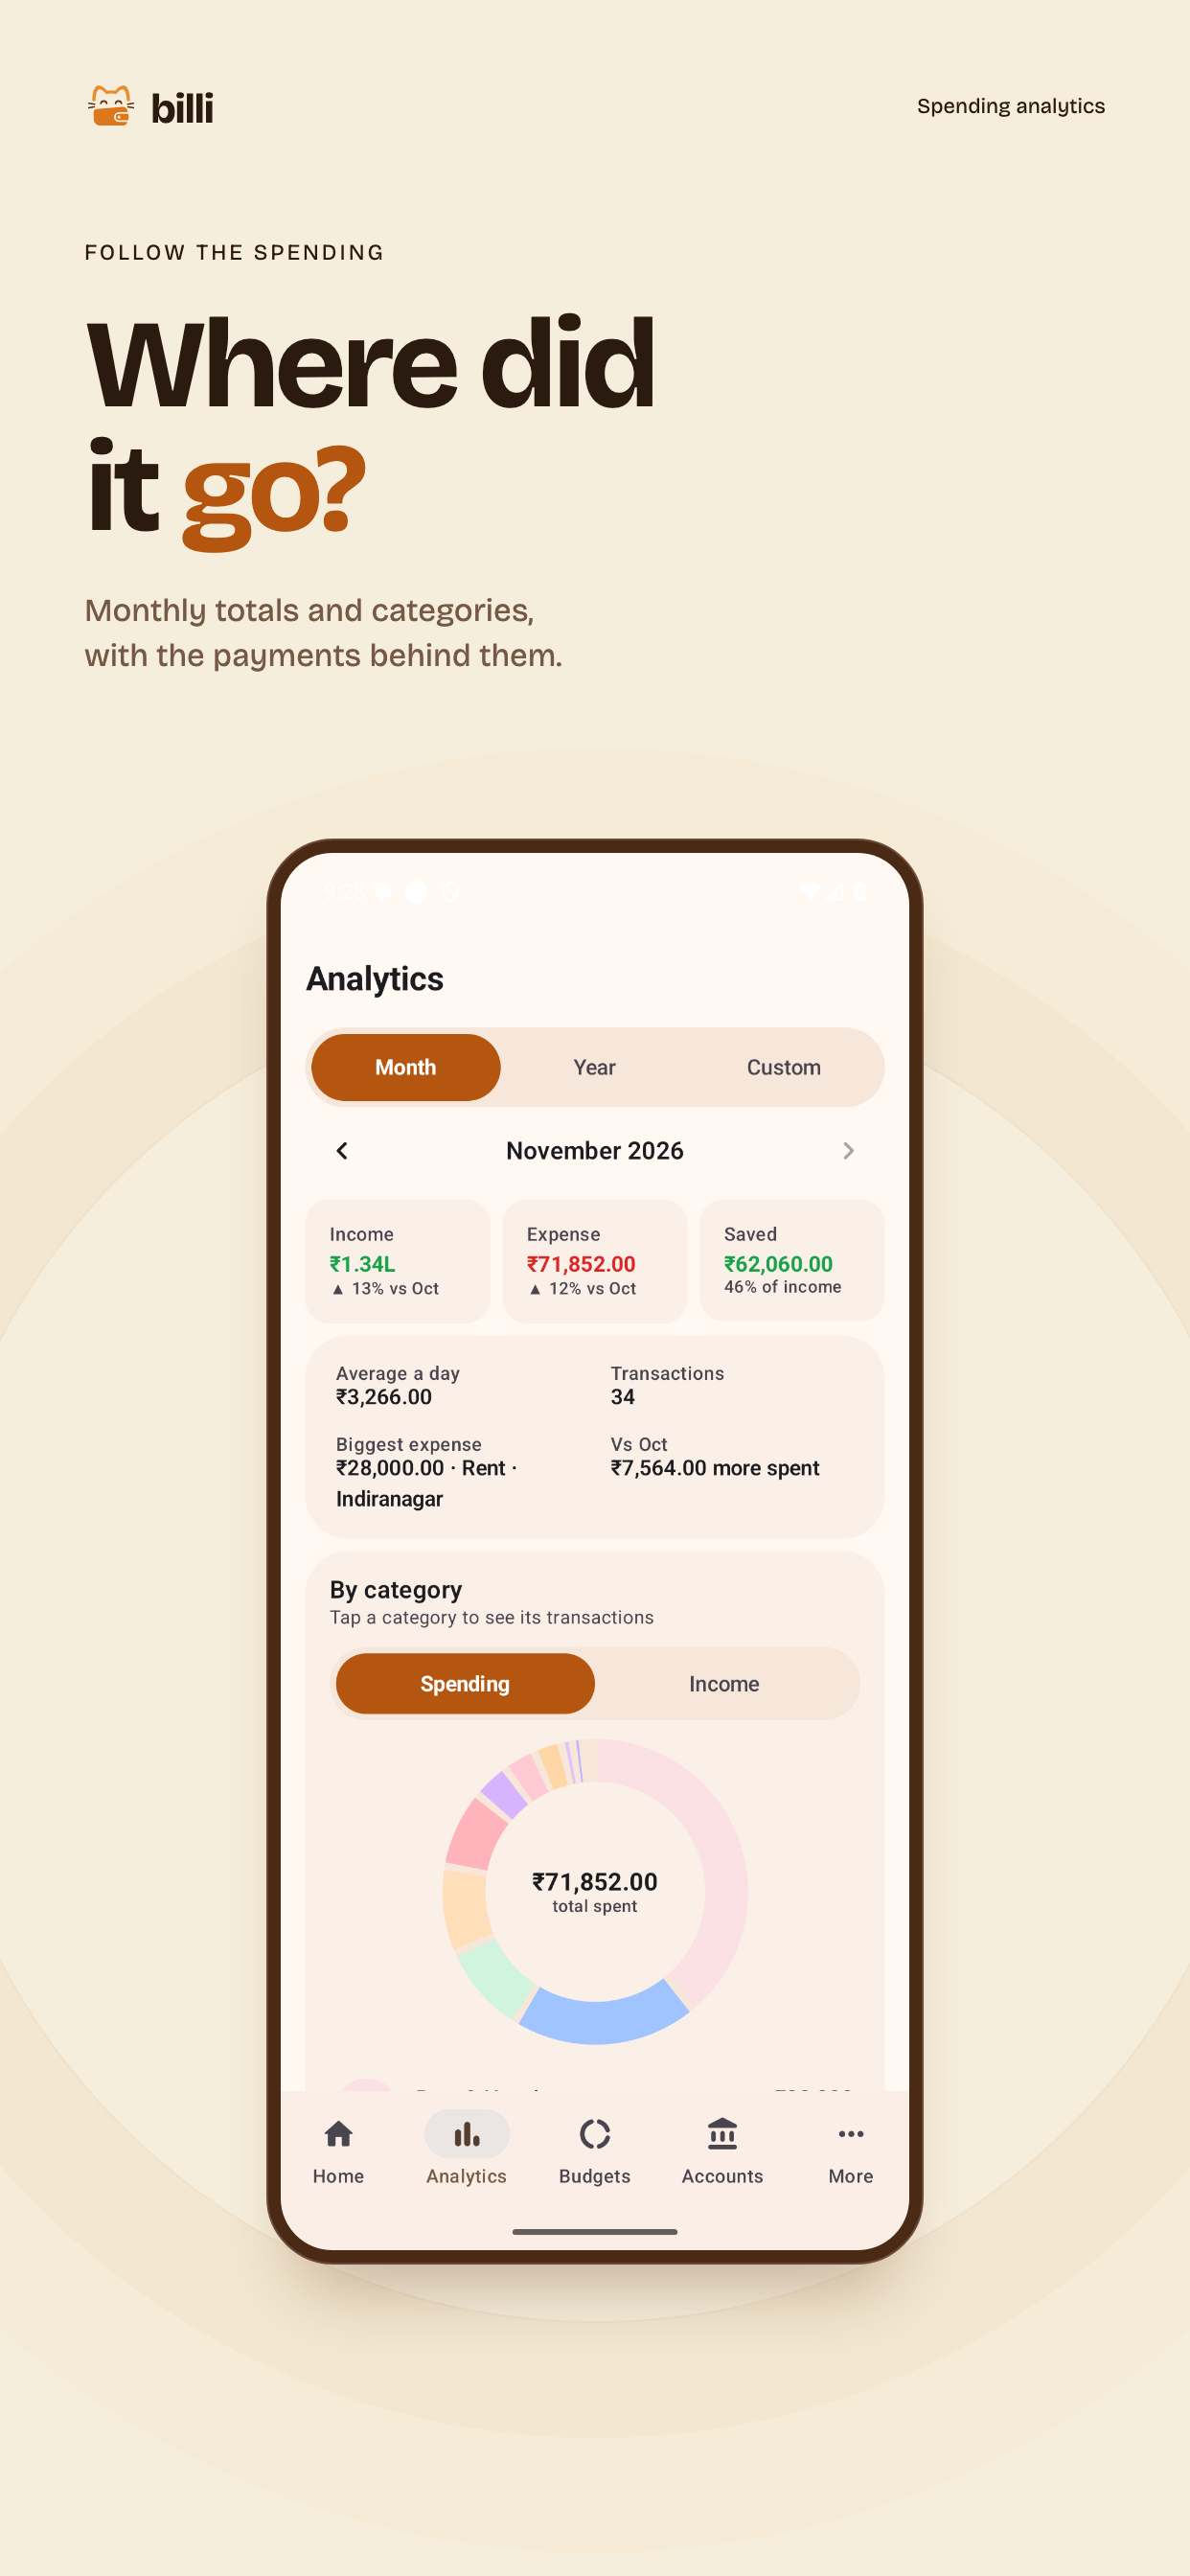 billi
Spending analytics
FOLLOW THE SPENDING
Where did
it go?
Monthly totals and categories,
with the payments behind them.
9:28
Analytics
Month Year Custom
November 2026
Income Expense Saved
₹1.34L ₹71,852.00 ₹62,060.00
▲ 13% vs Oct ▲ 12% vs Oct 46% of income
Average a day Transactions
₹3,266.00 34
Biggest expense Vs Oct
₹28,000.00 · Rent · ₹7,564.00 more spent
Indiranagar
By category
Tap a category to see its transactions
Spending Income
₹71,852.00
total spent
Home Analytics Budgets Accounts More